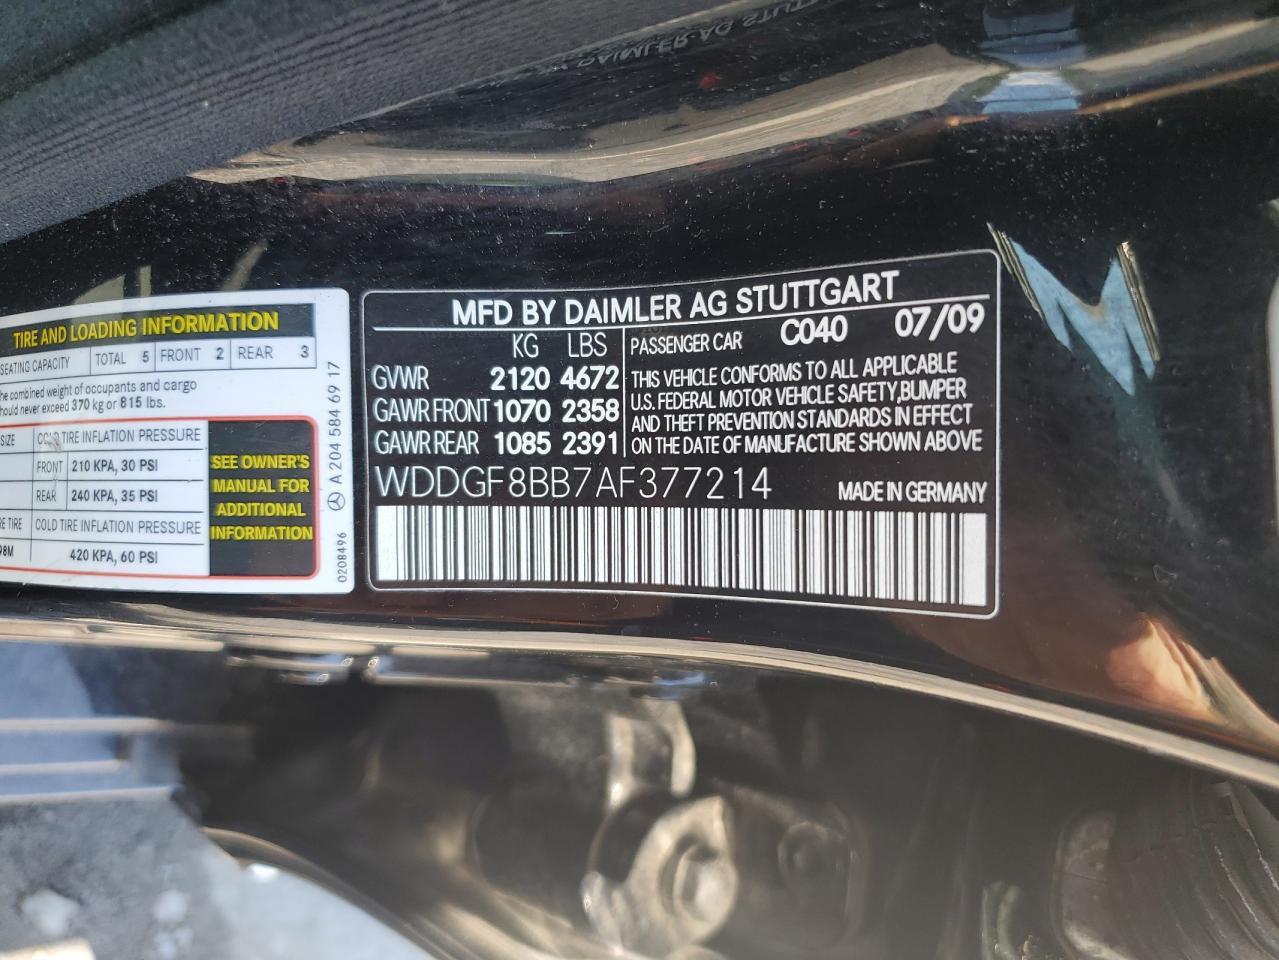 TIRE AND LOADING INFORMATION
SEATING CAPACITY TOTAL 5 FRONT 2 REAR 3
combined weight of occupants and cargo
never exceed 370 kg or 815 lbs.
SIZE COLD TIRE INFLATION PRESSURE
FRONT 210 KPA, 30 PSI
REAR 240 KPA, 35 PSI
TIRE COLD TIRE INFLATION PRESSURE
420 KPA, 60 PSI
SEE OWNER'S
MANUAL FOR
ADDITIONAL
INFORMATION
A 204 584 69 17
0208496
MFD BY DAIMLER AG STUTTGART
KG LBS PASSENGER CAR C040 07/09
GVWR 2120 4672
GAWR FRONT 1070 2358
GAWR REAR 1085 2391
THIS VEHICLE CONFORMS TO ALL APPLICABLE
U.S. FEDERAL MOTOR VEHICLE SAFETY, BUMPER
AND THEFT PREVENTION STANDARDS IN EFFECT
ON THE DATE OF MANUFACTURE SHOWN ABOVE
WDDGF8BB7AF377214 MADE IN GERMANY